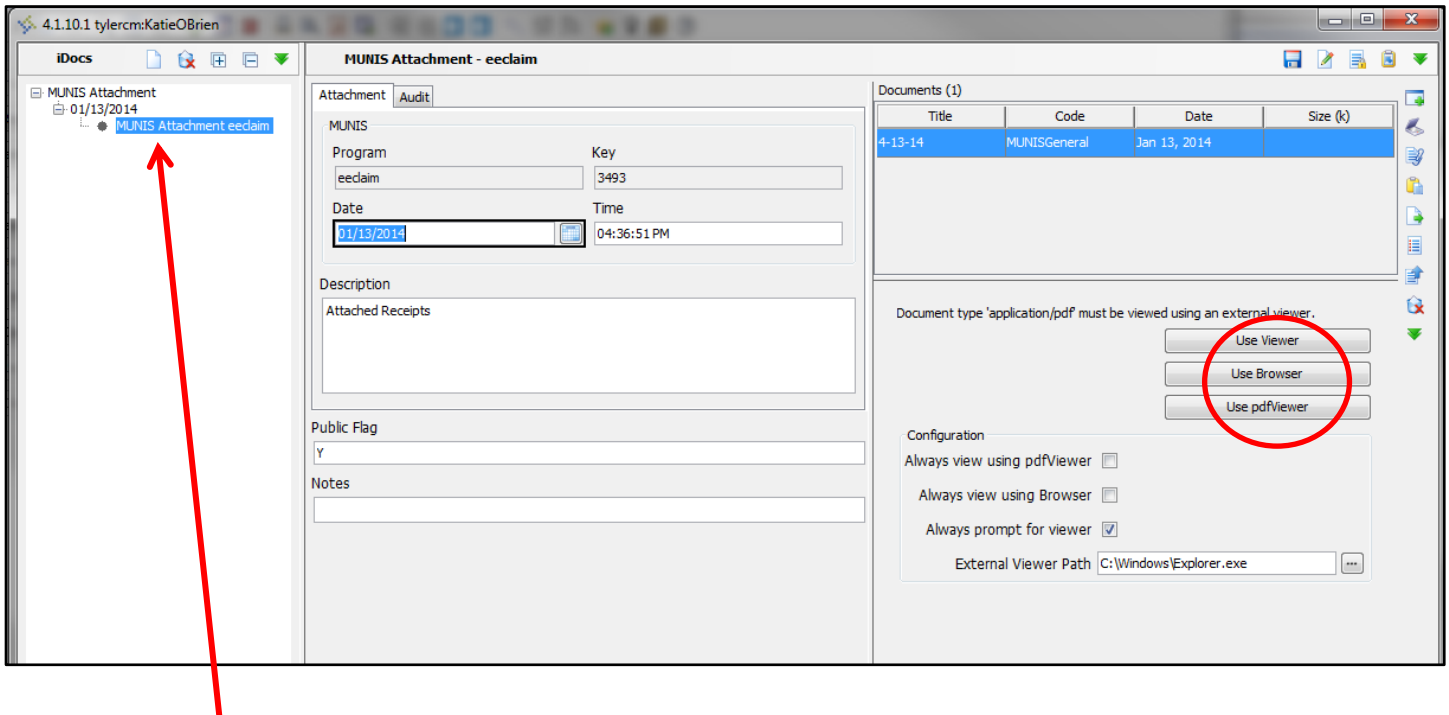 4.1.10.1 tylercm:KatieOBrien
iDocs
MUNIS Attachment - eeclaim
MUNIS Attachment
01/13/2014
MUNIS Attachment eeclaim
Attachment Audit
MUNIS
Program Key
eeclaim 3493
Date Time
01/13/2014 04:36:51 PM
Description
Attached Receipts
Public Flag
Y
Notes
Documents (1)
Title Code Date Size (k)
4-13-14 MUNISGeneral Jan 13, 2014
Document type 'application/pdf' must be viewed using an external viewer.
Use Viewer
Use Browser
Use pdfViewer
Configuration
Always view using pdfViewer
Always view using Browser
Always prompt for viewer
External Viewer Path C:\Windows\Explorer.exe ...